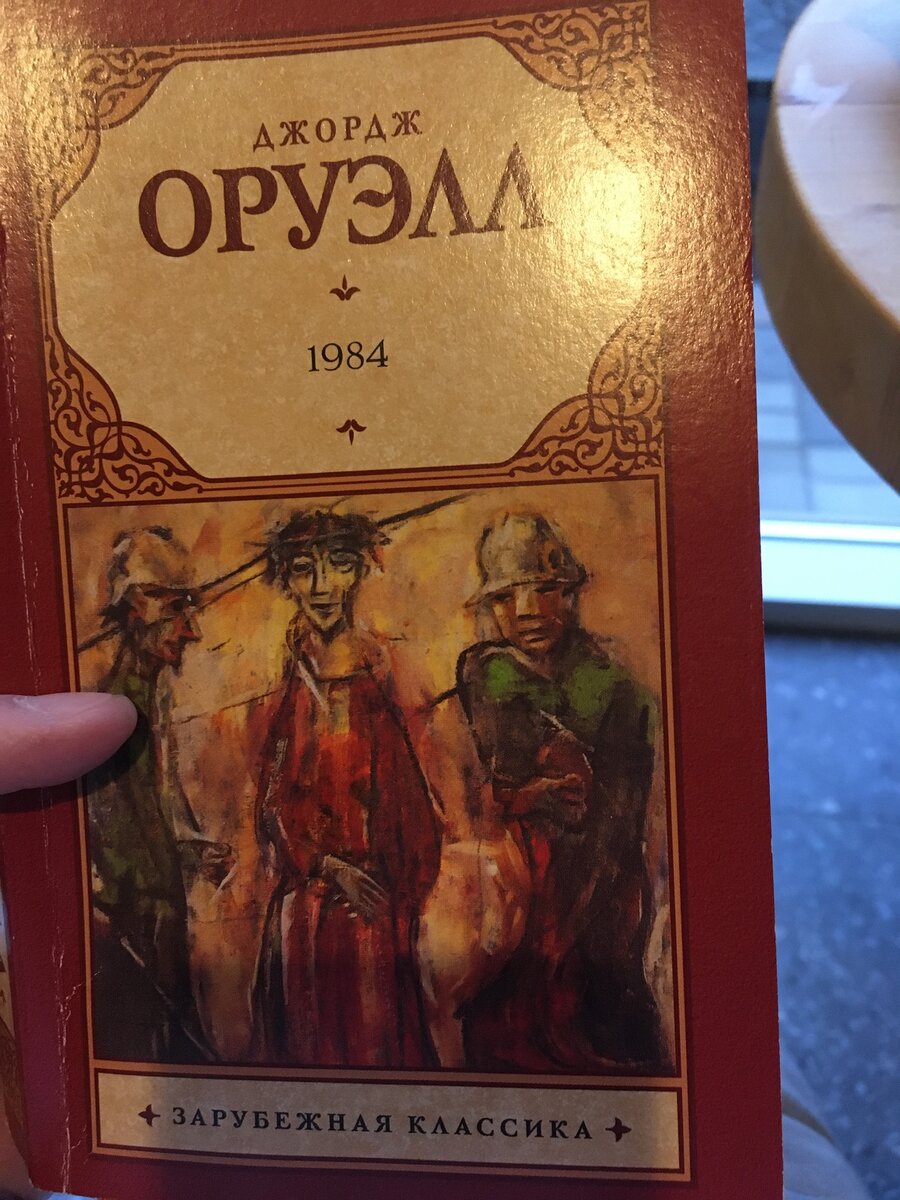 ДЖОРДЖ
ОРУЭЛЛ
1984
ЗАРУБЕЖНАЯ КЛАССИКА